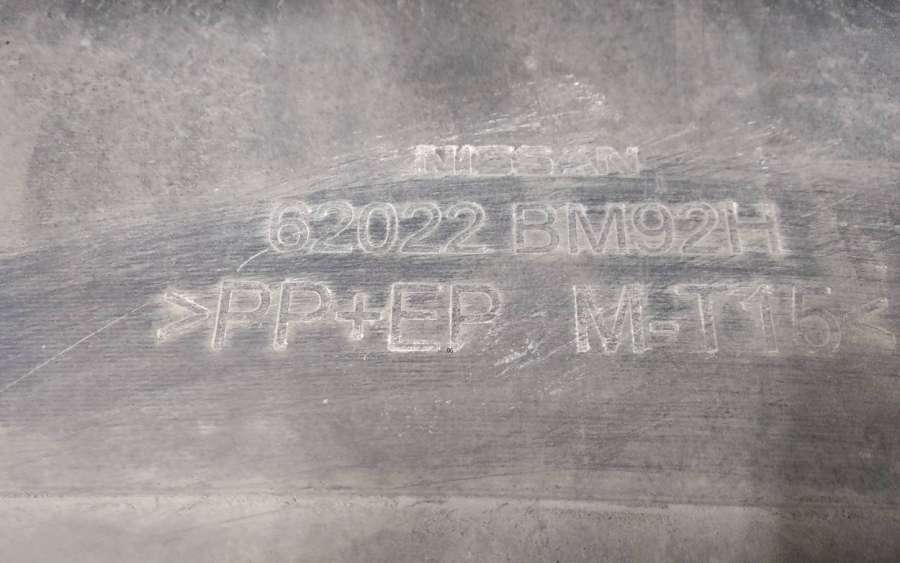 NISSAN
62022 BM92H
>PP+EP M-T15<